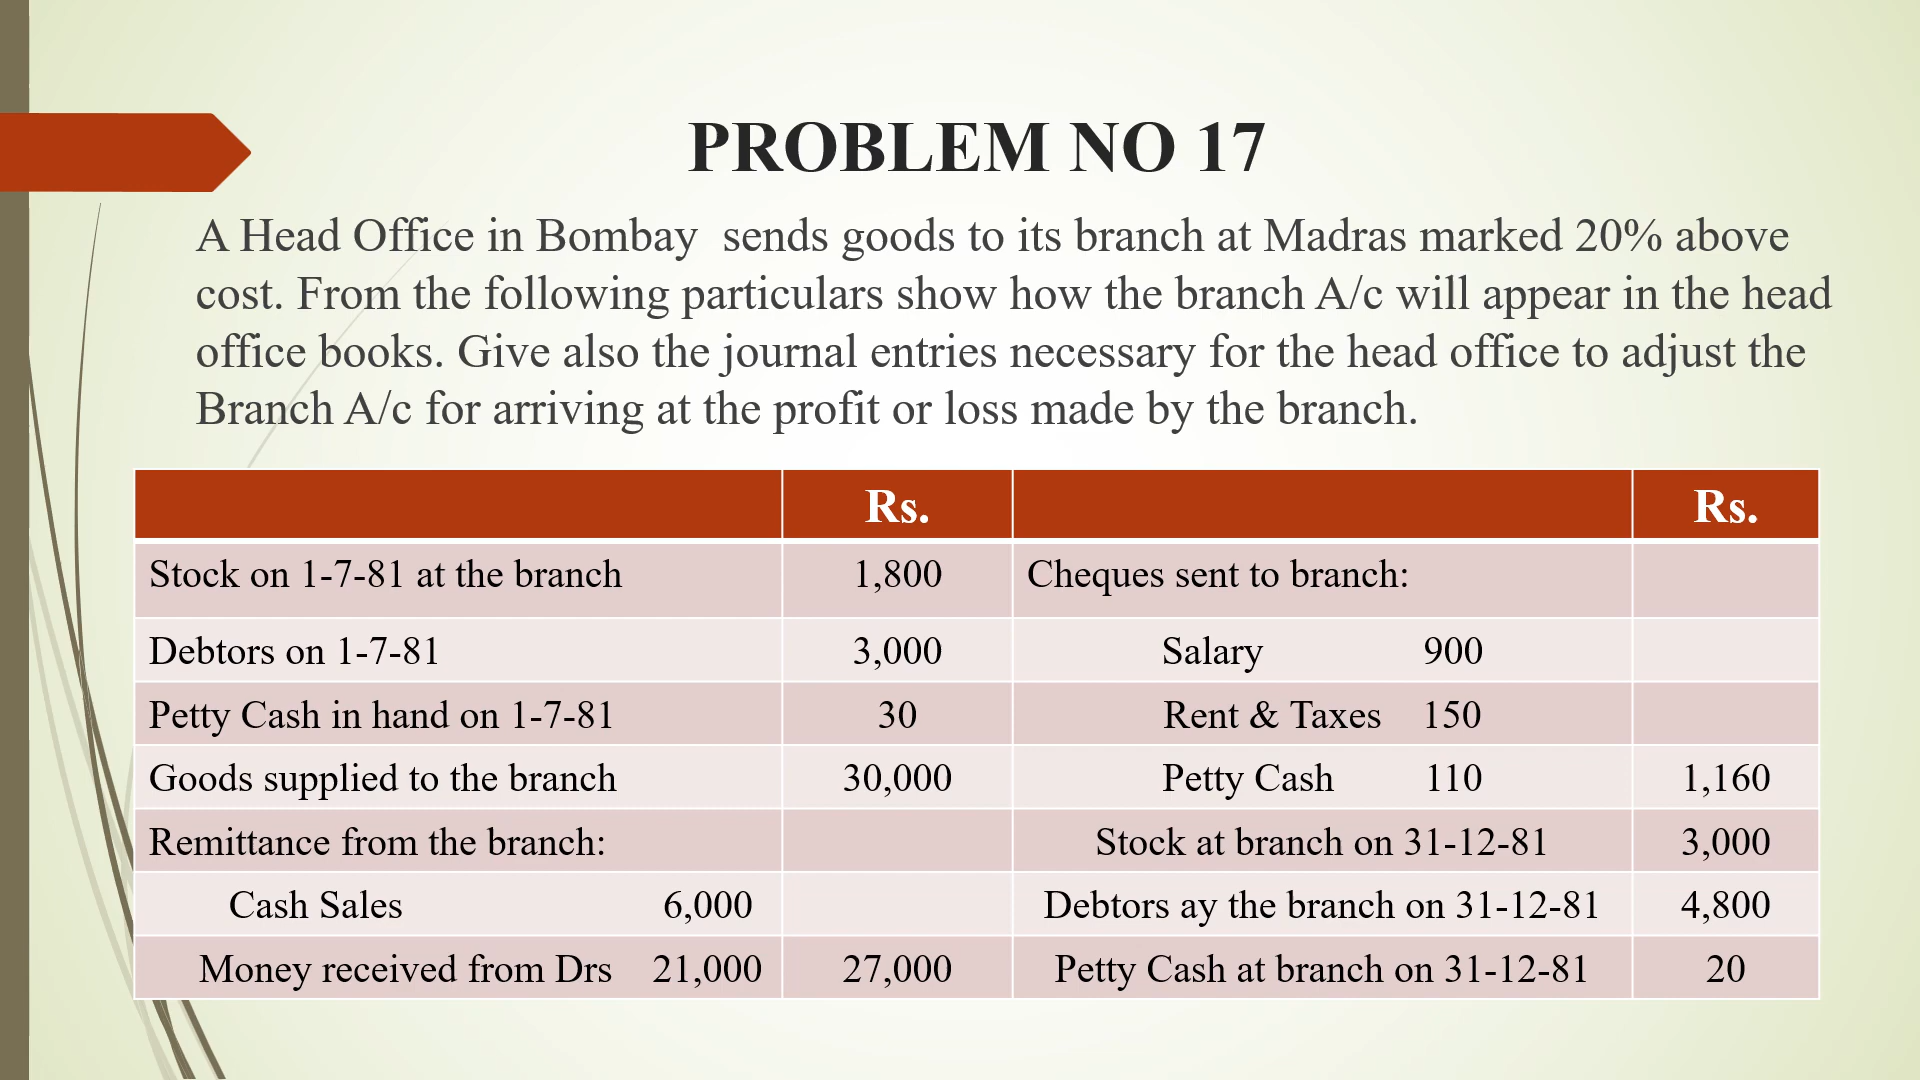 PROBLEM NO 17
A Head Office in Bombay sends goods to its branch at Madras marked 20% above
cost. From the following particulars show how the branch A/c will appear in the head
office books. Give also the journal entries necessary for the head office to adjust the
Branch A/c for arriving at the profit or loss made by the branch.
Rs. Rs.
Stock on 1-7-81 at the branch 1,800 Cheques sent to branch:
Debtors on 1-7-81 3,000 Salary 900
Petty Cash in hand on 1-7-81 30 Rent & Taxes 150
Goods supplied to the branch 30,000 Petty Cash 110 1,160
Remittance from the branch: Stock at branch on 31-12-81 3,000
Cash Sales 6,000 Debtors ay the branch on 31-12-81 4,800
Money received from Drs 21,000 27,000 Petty Cash at branch on 31-12-81 20